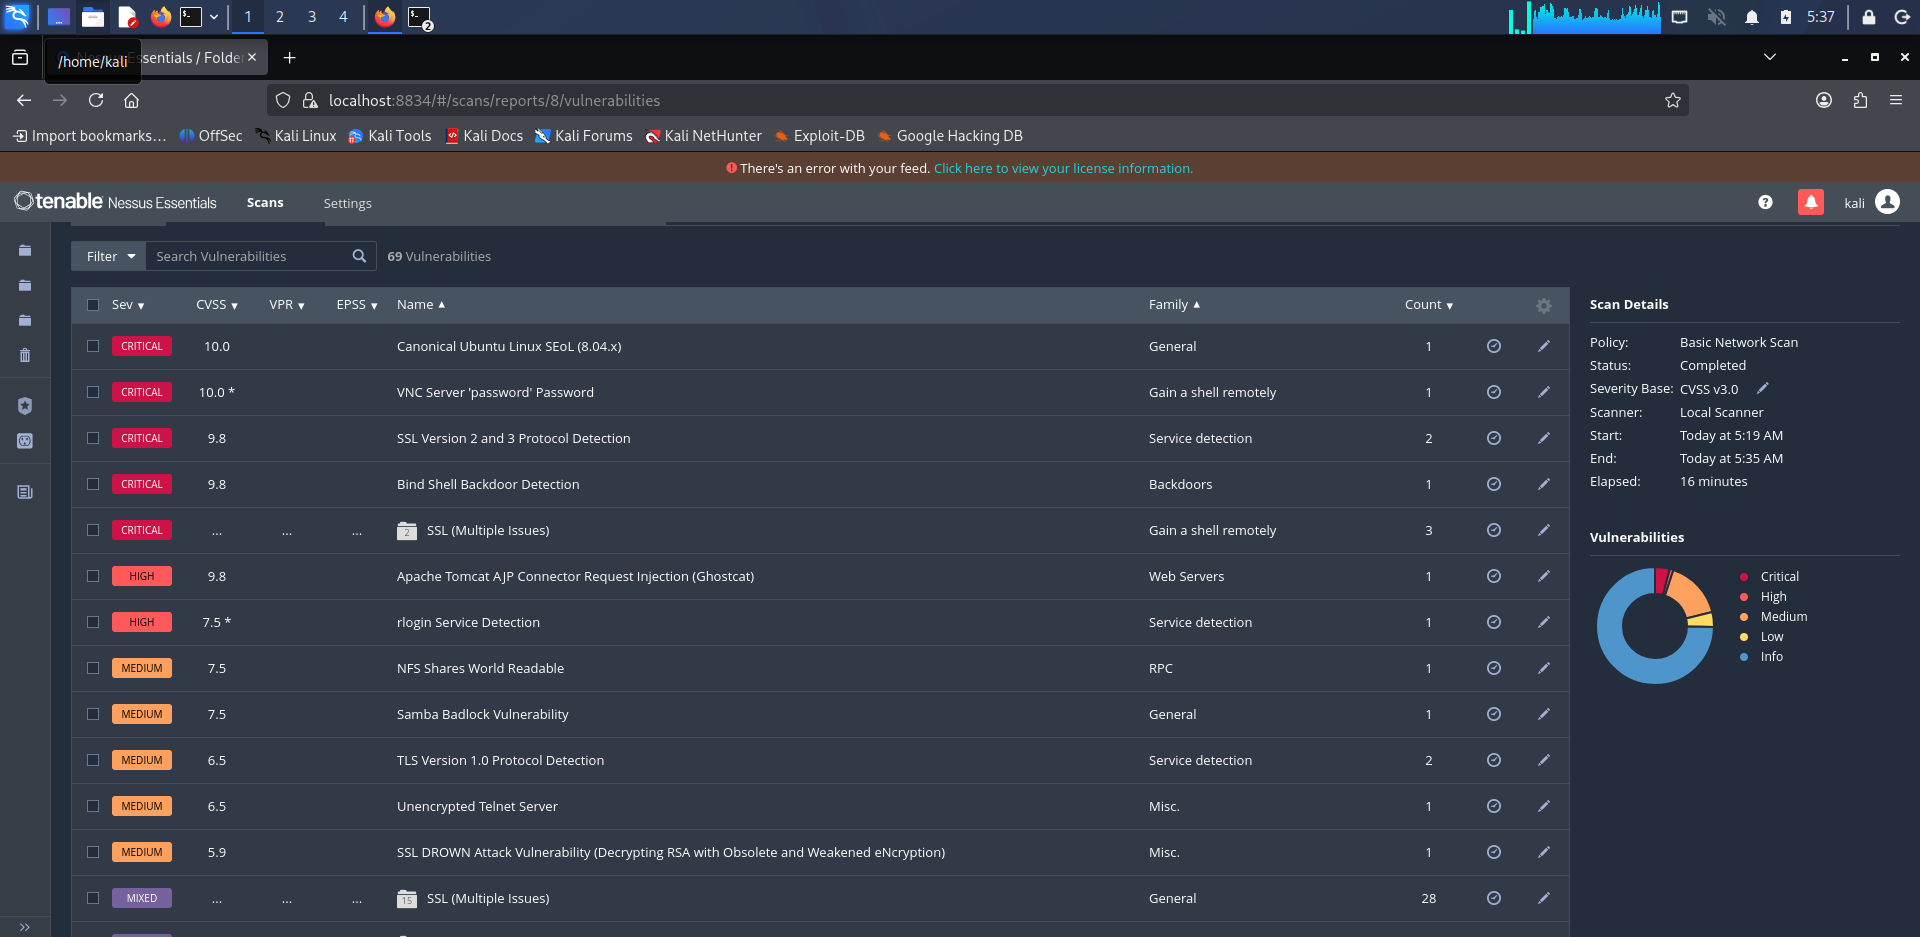 1 2 3 4 2 5:37
Nessus Essentials / Folde
/home/kali
localhost:8834/#/scans/reports/8/vulnerabilities
Import bookmarks... OffSec Kali Linux Kali Tools Kali Docs Kali Forums Kali NetHunter Exploit-DB Google Hacking DB
There's an error with your feed. Click here to view your license information.
tenable Nessus Essentials Scans Settings kali
Filter Search Vulnerabilities 69 Vulnerabilities
Sev CVSS VPR EPSS Name Family Count
CRITICAL 10.0 Canonical Ubuntu Linux SEoL (8.04.x) General 1
CRITICAL 10.0 * VNC Server 'password' Password Gain a shell remotely 1
CRITICAL 9.8 SSL Version 2 and 3 Protocol Detection Service detection 2
CRITICAL 9.8 Bind Shell Backdoor Detection Backdoors 1
CRITICAL ... ... ... 2 SSL (Multiple Issues) Gain a shell remotely 3
HIGH 9.8 Apache Tomcat AJP Connector Request Injection (Ghostcat) Web Servers 1
HIGH 7.5 * rlogin Service Detection Service detection 1
MEDIUM 7.5 NFS Shares World Readable RPC 1
MEDIUM 7.5 Samba Badlock Vulnerability General 1
MEDIUM 6.5 TLS Version 1.0 Protocol Detection Service detection 2
MEDIUM 6.5 Unencrypted Telnet Server Misc. 1
MEDIUM 5.9 SSL DROWN Attack Vulnerability (Decrypting RSA with Obsolete and Weakened eNcryption) Misc. 1
MIXED ... ... ... 15 SSL (Multiple Issues) General 28
Scan Details
Policy: Basic Network Scan
Status: Completed
Severity Base: CVSS v3.0
Scanner: Local Scanner
Start: Today at 5:19 AM
End: Today at 5:35 AM
Elapsed: 16 minutes
Vulnerabilities
Critical
High
Medium
Low
Info